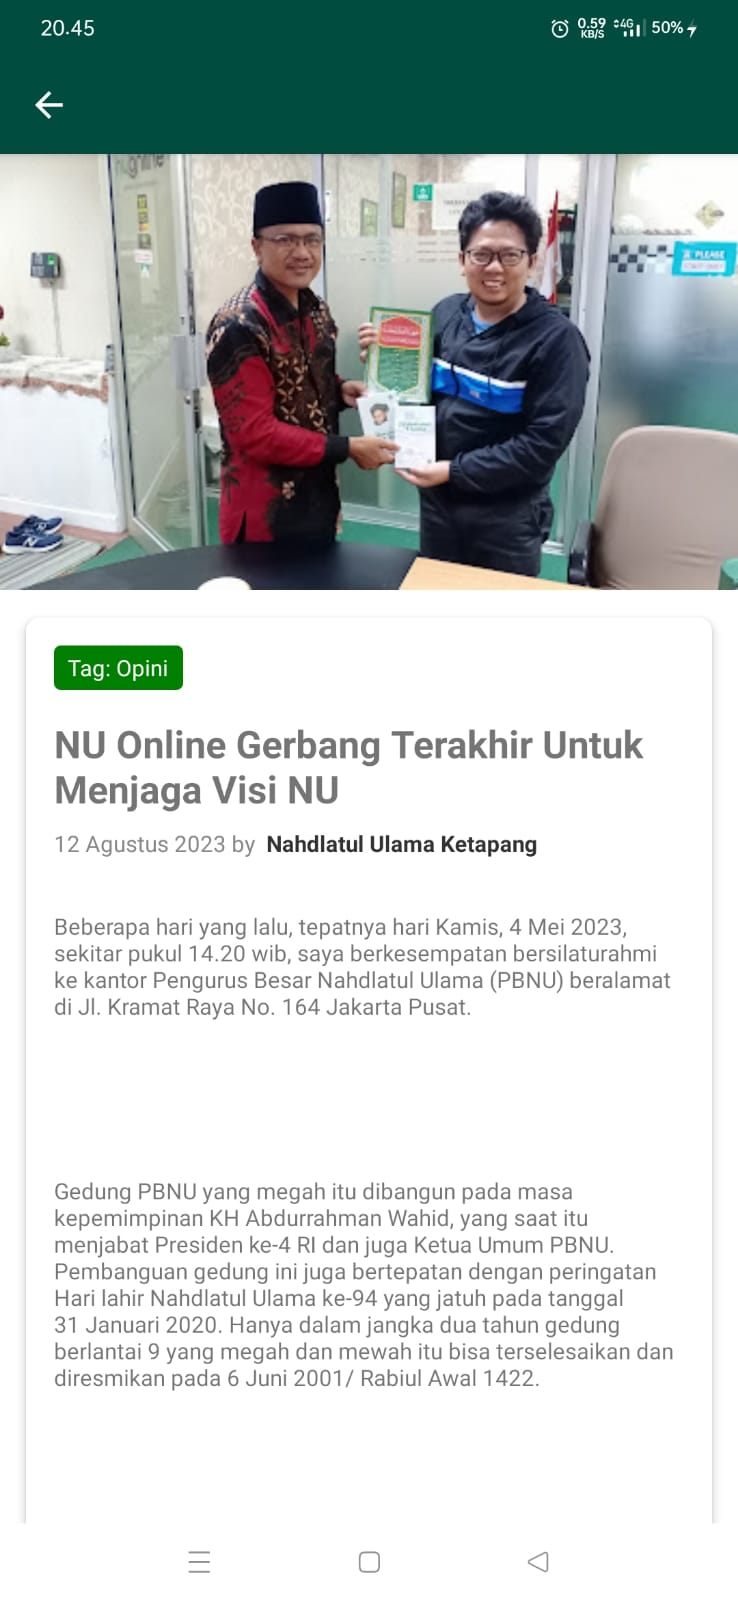 20.45
0.59
KB/S
4G
50%
PLEASE
Tag: Opini
NU Online Gerbang Terakhir Untuk
Menjaga Visi NU
12 Agustus 2023 by Nahdlatul Ulama Ketapang
Beberapa hari yang lalu, tepatnya hari Kamis, 4 Mei 2023,
sekitar pukul 14.20 wib, saya berkesempatan bersilaturahmi
ke kantor Pengurus Besar Nahdlatul Ulama (PBNU) beralamat
di Jl. Kramat Raya No. 164 Jakarta Pusat.
Gedung PBNU yang megah itu dibangun pada masa
kepemimpinan KH Abdurrahman Wahid, yang saat itu
menjabat Presiden ke-4 RI dan juga Ketua Umum PBNU.
Pembanguan gedung ini juga bertepatan dengan peringatan
Hari lahir Nahdlatul Ulama ke-94 yang jatuh pada tanggal
31 Januari 2020. Hanya dalam jangka dua tahun gedung
berlantai 9 yang megah dan mewah itu bisa terselesaikan dan
diresmikan pada 6 Juni 2001/ Rabiul Awal 1422.